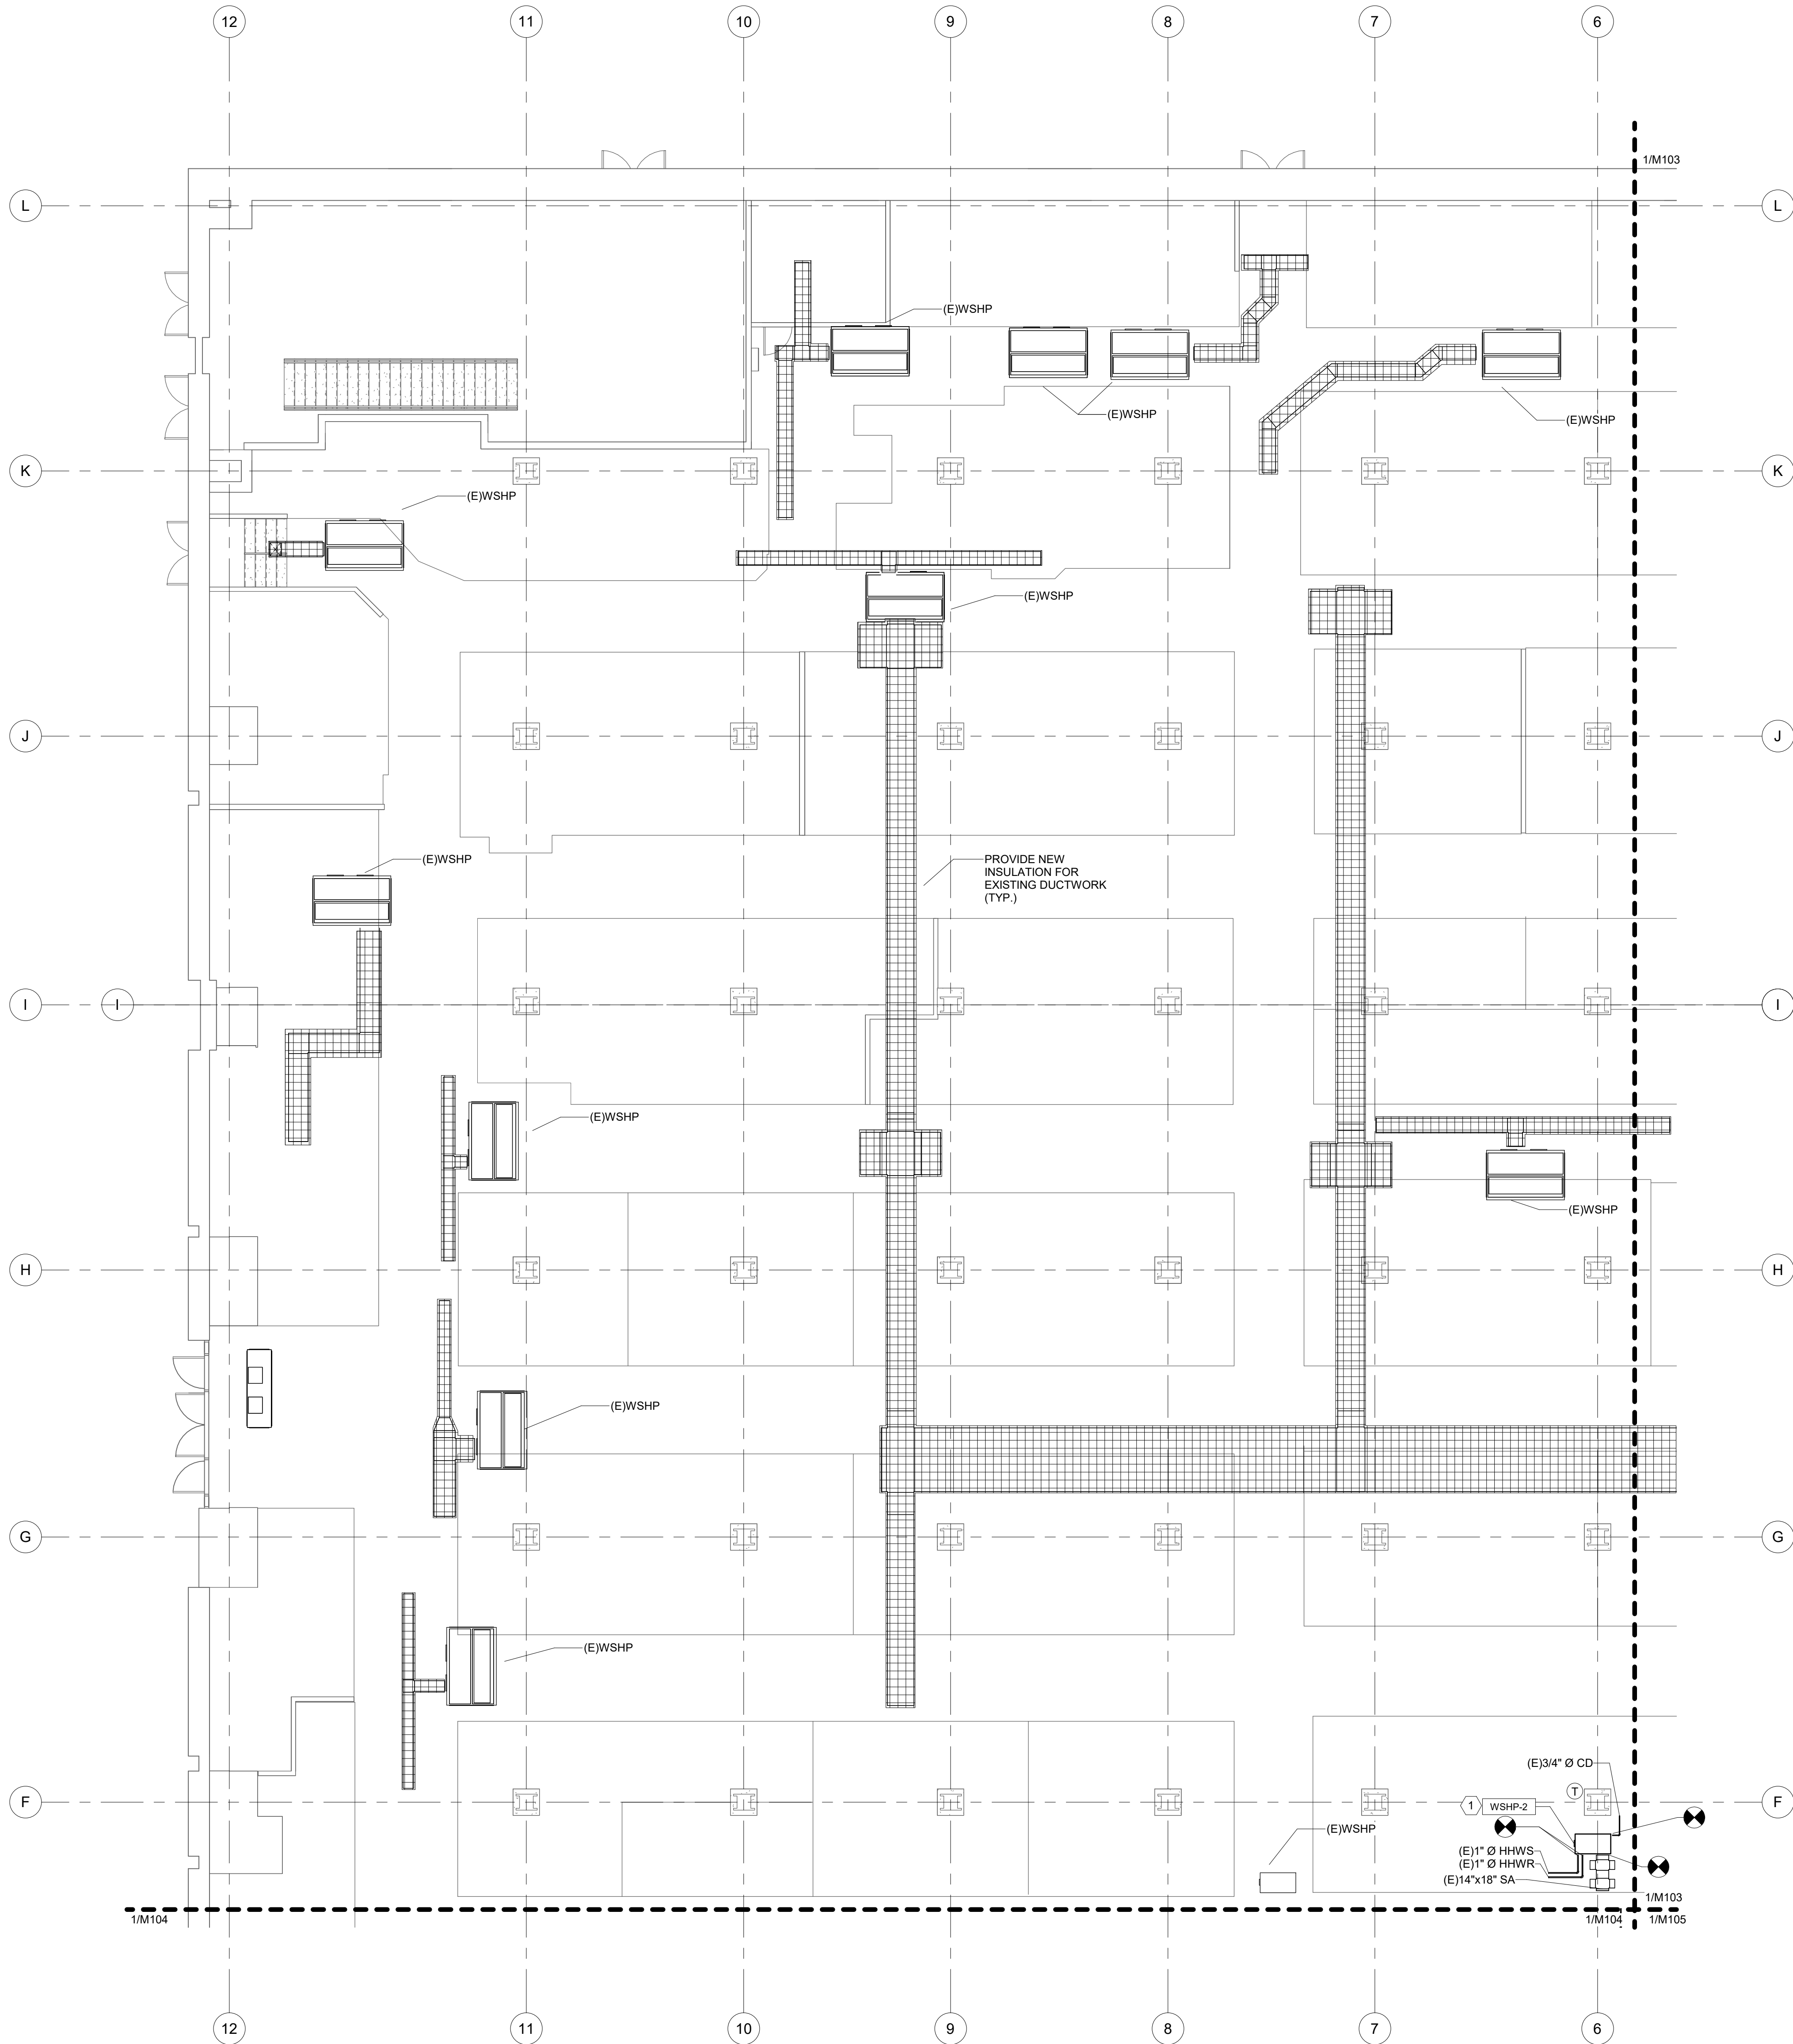 12 11 10 9 8 7 6
1/M103
L L
(E)WSHP
(E)WSHP
(E)WSHP
K K
(E)WSHP
(E)WSHP
J J
(E)WSHP
PROVIDE NEW
INSULATION FOR
EXISTING DUCTWORK
(TYP.)
I I I
(E)WSHP
(E)WSHP
H H
(E)WSHP
G G
(E)WSHP
(E)3/4" Ø CD
T
F F
1 WSHP-2
(E)WSHP
(E)1" Ø HHWS
(E)1" Ø HHWR
(E)14"x18" SA
1/M103
1/M104 1/M104 1/M105
12 11 10 9 8 7 6